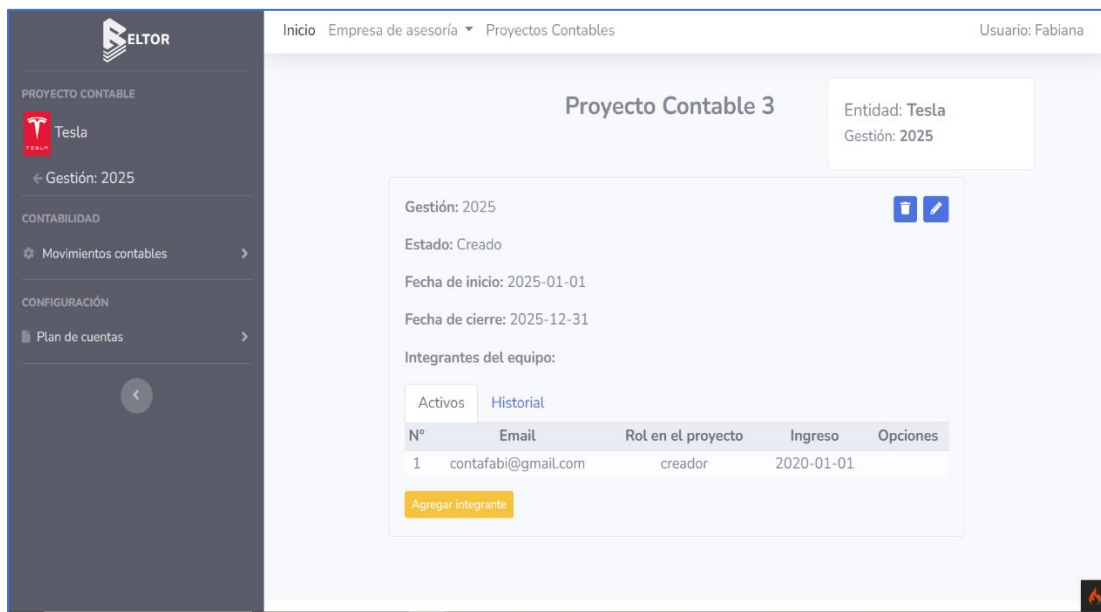 BELTOR
Inicio Empresa de asesoría Proyectos Contables Usuario: Fabiana
PROYECTO CONTABLE
TESLA
Tesla
Gestión: 2025
CONTABILIDAD
Movimientos contables
CONFIGURACIÓN
Plan de cuentas
Proyecto Contable 3
Entidad: Tesla
Gestión: 2025
Gestión: 2025
Estado: Creado
Fecha de inicio: 2025-01-01
Fecha de cierre: 2025-12-31
Integrantes del equipo:
Activos Historial
N° Email Rol en el proyecto Ingreso Opciones
1 contafabi@gmail.com creador 2020-01-01
Agregar integrante